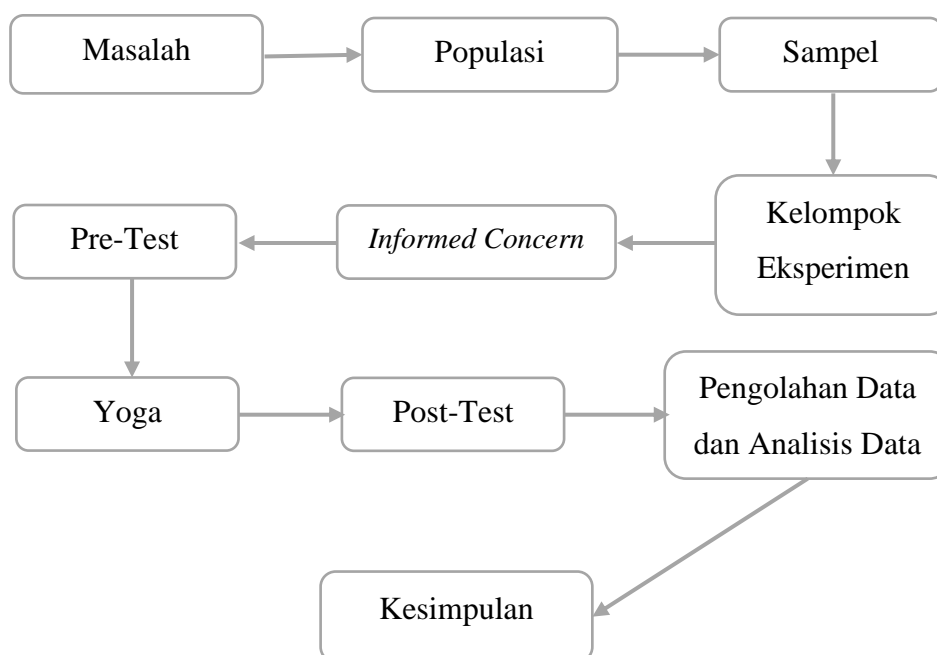 Masalah
Populasi
Sampel
Kelompok
Eksperimen
Informed Concern
Pre-Test
Yoga
Post-Test
Pengolahan Data
dan Analisis Data
Kesimpulan